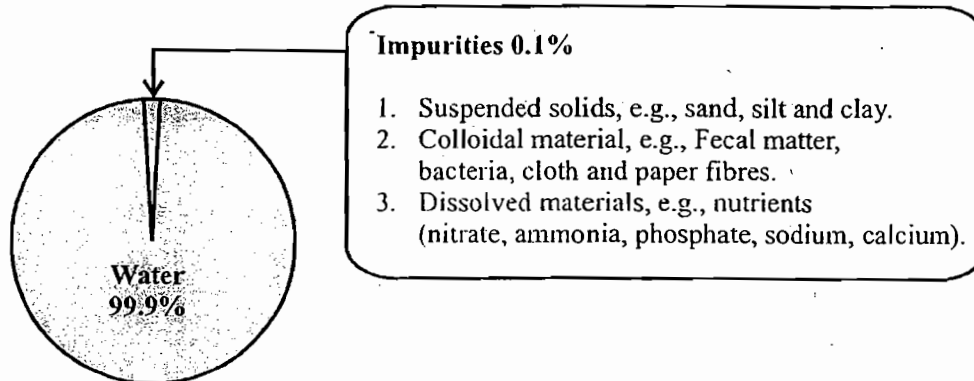 Impurities 0.1%
1. Suspended solids, e.g., sand, silt and clay.
2. Colloidal material, e.g., Fecal matter,
bacteria, cloth and paper fibres.
3. Dissolved materials, e.g., nutrients
(nitrate, ammonia, phosphate, sodium, calcium).
Water
99.9%